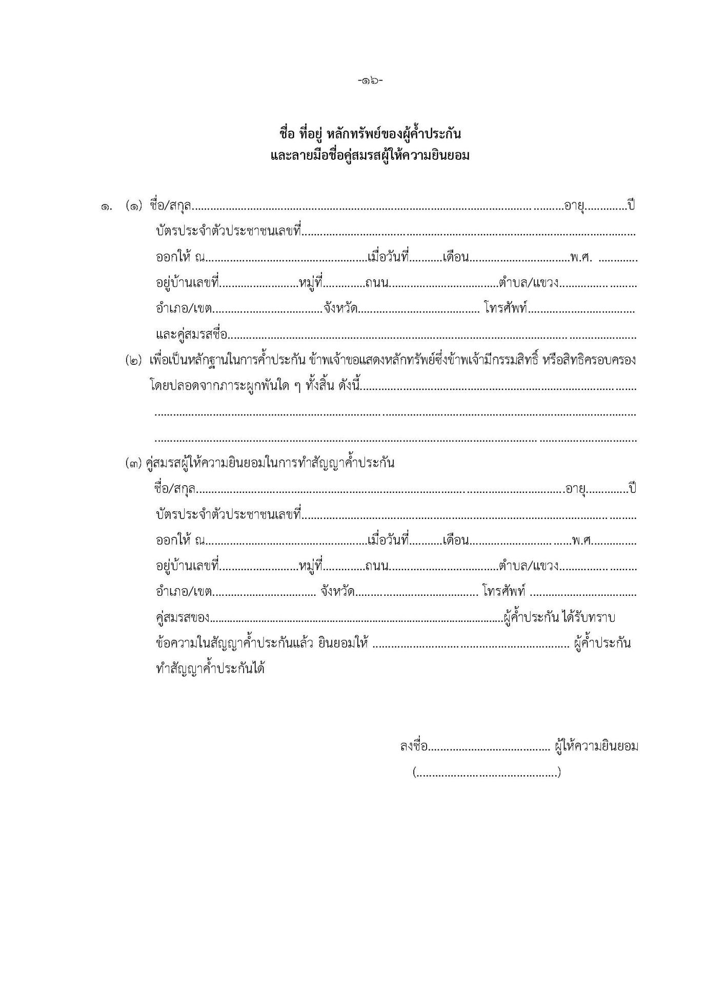 -๑๖-
ชื่อ ที่อยู่ หลักทรัพย์ของผู้ค้ำประกัน
และลายมือชื่อคู่สมรสผู้ให้ความยินยอม
๑. (๑) ชื่อ/สกุล........................................................................................................................อายุ..............ปี
บัตรประจำตัวประชาชนเลขที่.............................................................................................................
ออกให้ ณ.....................................................เมื่อวันที่...........เดือน.................................พ.ศ. .............
อยู่บ้านเลขที่..........................หมู่ที่..............ถนน....................................ตำบล/แขวง.........................
อำเภอ/เขต....................................จังหวัด........................................ โทรศัพท์...................................
และคู่สมรสชื่อ.....................................................................................................................................
(๒) เพื่อเป็นหลักฐานในการค้ำประกัน ข้าพเจ้าขอแสดงหลักทรัพย์ซึ่งข้าพเจ้ามีกรรมสิทธิ์ หรือสิทธิครอบครอง
โดยปลอดจากภาระผูกพันใด ๆ ทั้งสิ้น ดังนี้..........................................................................................
.............................................................................................................................................................
.............................................................................................................................................................
(๓) คู่สมรสผู้ให้ความยินยอมในการทำสัญญาค้ำประกัน
ชื่อ/สกุล........................................................................................................................อายุ..............ปี
บัตรประจำตัวประชาชนเลขที่.............................................................................................................
ออกให้ ณ.....................................................เมื่อวันที่...........เดือน.................................พ.ศ...............
อยู่บ้านเลขที่..........................หมู่ที่..............ถนน....................................ตำบล/แขวง.........................
อำเภอ/เขต.................................. จังหวัด........................................ โทรศัพท์ ...................................
คู่สมรสของ.......................................................................................................ผู้ค้ำประกัน ได้รับทราบ
ข้อความในสัญญาค้ำประกันแล้ว ยินยอมให้ ................................................................ ผู้ค้ำประกัน
ทำสัญญาค้ำประกันได้
ลงชื่อ........................................ ผู้ให้ความยินยอม
(..............................................)